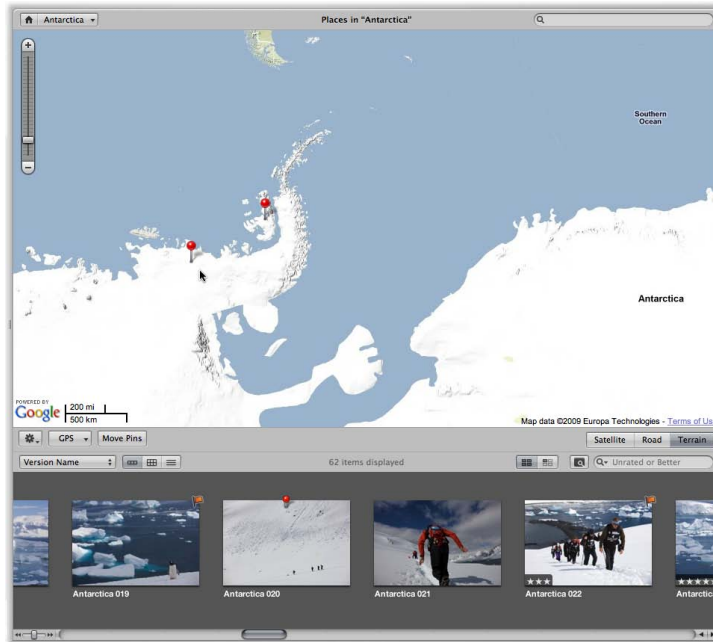 Antarctica
Places in "Antarctica"
Southern
Ocean
Antarctica
POWERED BY
Google
200 mi
500 km
Map data ©2009 Europa Technologies - Terms of Us
GPS
Move Pins
Satellite
Road
Terrain
Version Name
62 items displayed
Unrated or Better
Antarctica 019
Antarctica 020
Antarctica 021
Antarctica 022
Antarctic